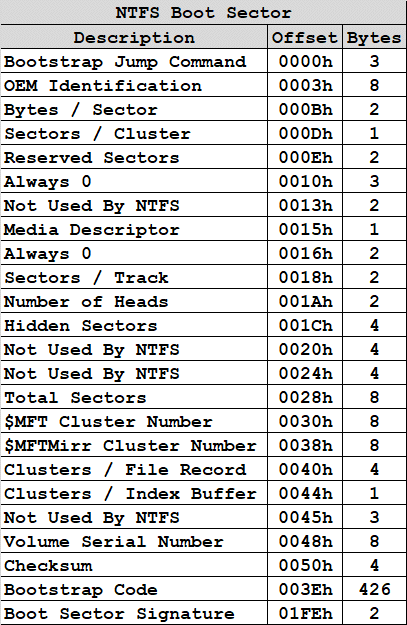 NTFS Boot Sector
Description Offset Bytes
Bootstrap Jump Command 0000h 3
OEM Identification 0003h 8
Bytes / Sector 000Bh 2
Sectors / Cluster 000Dh 1
Reserved Sectors 000Eh 2
Always 0 0010h 3
Not Used By NTFS 0013h 2
Media Descriptor 0015h 1
Always 0 0016h 2
Sectors / Track 0018h 2
Number of Heads 001Ah 2
Hidden Sectors 001Ch 4
Not Used By NTFS 0020h 4
Not Used By NTFS 0024h 4
Total Sectors 0028h 8
$MFT Cluster Number 0030h 8
$MFTMirr Cluster Number 0038h 8
Clusters / File Record 0040h 4
Clusters / Index Buffer 0044h 1
Not Used By NTFS 0045h 3
Volume Serial Number 0048h 8
Checksum 0050h 4
Bootstrap Code 003Eh 426
Boot Sector Signature 01FEh 2